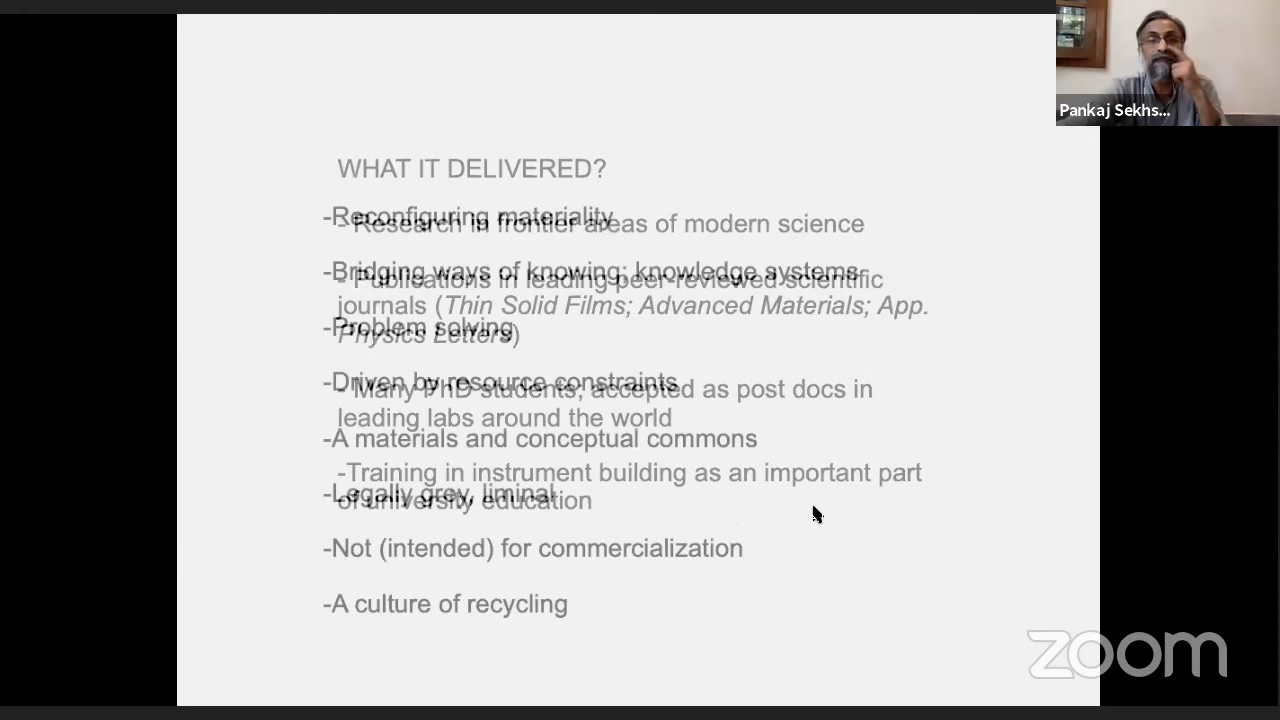 Pankaj Sekhs...
WHAT IT DELIVERED?
-Reconfiguring materiality
- Research in frontier areas of modern science
-Bridging ways of knowing; knowledge systems
- Publications in leading peer-reviewed scientific
journals (Thin Solid Films; Advanced Materials; App.
-Problem solving
Physics Letters)
-Driven by resource constraints
- Many PhD students; accepted as post docs in
leading labs around the world
-A materials and conceptual commons
-Training in instrument building as an important part
-Legally grey, liminal
of university education
-Not (intended) for commercialization
-A culture of recycling
zoom